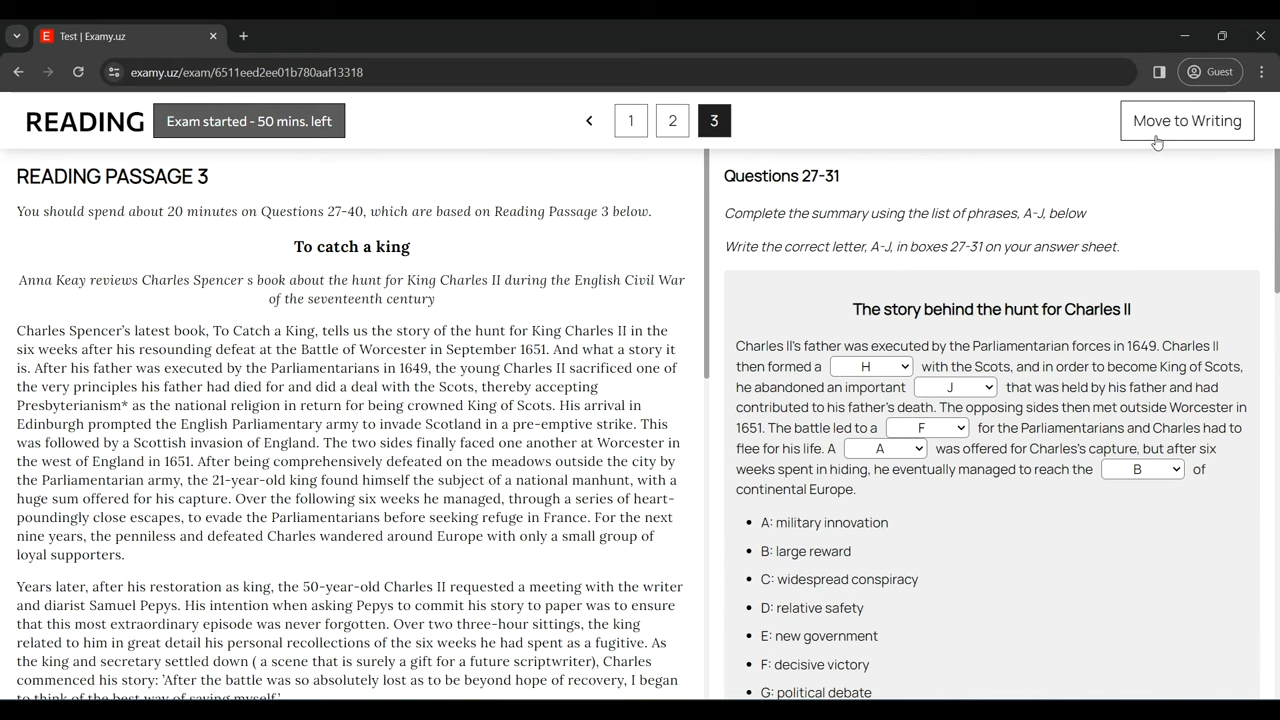 Test | Examy.uz
examy.uz/exam/6511eed2ee01b780aaf13318
Guest
READING
Exam started - 50 mins. left
1
2
3
Move to Writing
READING PASSAGE 3
You should spend about 20 minutes on Questions 27-40, which are based on Reading Passage 3 below.
To catch a king
Anna Keay reviews Charles Spencer s book about the hunt for King Charles II during the English Civil War
of the seventeenth century
Charles Spencer's latest book, To Catch a King, tells us the story of the hunt for King Charles II in the
six weeks after his resounding defeat at the Battle of Worcester in September 1651. And what a story it
is. After his father was executed by the Parliamentarians in 1649, the young Charles II sacrificed one of
the very principles his father had died for and did a deal with the Scots, thereby accepting
Presbyterianism* as the national religion in return for being crowned King of Scots. His arrival in
Edinburgh prompted the English Parliamentary army to invade Scotland in a pre-emptive strike. This
was followed by a Scottish invasion of England. The two sides finally faced one another at Worcester in
the west of England in 1651. After being comprehensively defeated on the meadows outside the city by
the Parliamentarian army, the 21-year-old king found himself the subject of a national manhunt, with a
huge sum offered for his capture. Over the following six weeks he managed, through a series of heart-
poundingly close escapes, to evade the Parliamentarians before seeking refuge in France. For the next
nine years, the penniless and defeated Charles wandered around Europe with only a small group of
loyal supporters.
Years later, after his restoration as king, the 50-year-old Charles II requested a meeting with the writer
and diarist Samuel Pepys. His intention when asking Pepys to commit his story to paper was to ensure
that this most extraordinary episode was never forgotten. Over two three-hour sittings, the king
related to him in great detail his personal recollections of the six weeks he had spent as a fugitive. As
the king and secretary settled down ( a scene that is surely a gift for a future scriptwriter), Charles
commenced his story: 'After the battle was so absolutely lost as to be beyond hope of recovery, I began
to think of the best way of saving myself.'
Questions 27-31
Complete the summary using the list of phrases, A-J, below
Write the correct letter, A-J, in boxes 27-31 on your answer sheet.
The story behind the hunt for Charles II
Charles II's father was executed by the Parliamentarian forces in 1649. Charles II
then formed a H with the Scots, and in order to become King of Scots,
he abandoned an important J that was held by his father and had
contributed to his father's death. The opposing sides then met outside Worcester in
1651. The battle led to a F for the Parliamentarians and Charles had to
flee for his life. A A was offered for Charles's capture, but after six
weeks spent in hiding, he eventually managed to reach the B of
continental Europe.
A: military innovation
B: large reward
C: widespread conspiracy
D: relative safety
E: new government
F: decisive victory
G: political debate